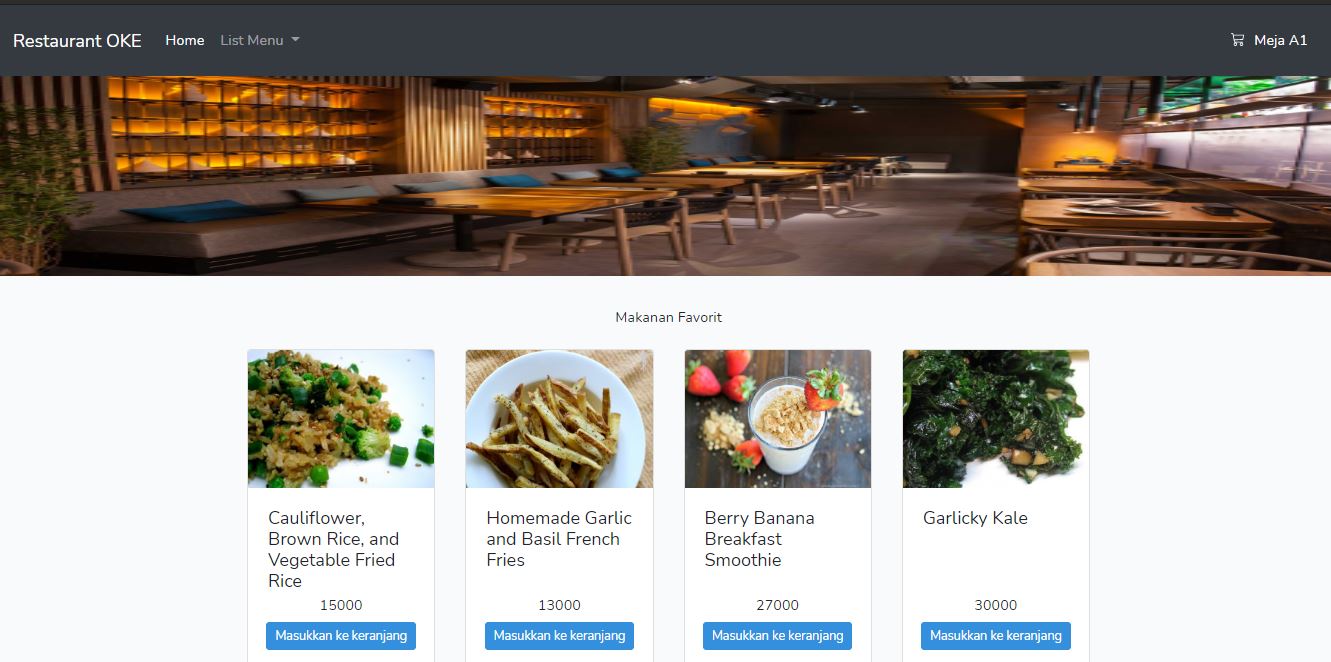 Restaurant OKE Home List Menu Meja A1
Makanan Favorit
Cauliflower,
Brown Rice, and
Vegetable Fried
Rice
15000
Masukkan ke keranjang
Homemade Garlic
and Basil French
Fries
13000
Masukkan ke keranjang
Berry Banana
Breakfast
Smoothie
27000
Masukkan ke keranjang
Garlicky Kale
30000
Masukkan ke keranjang